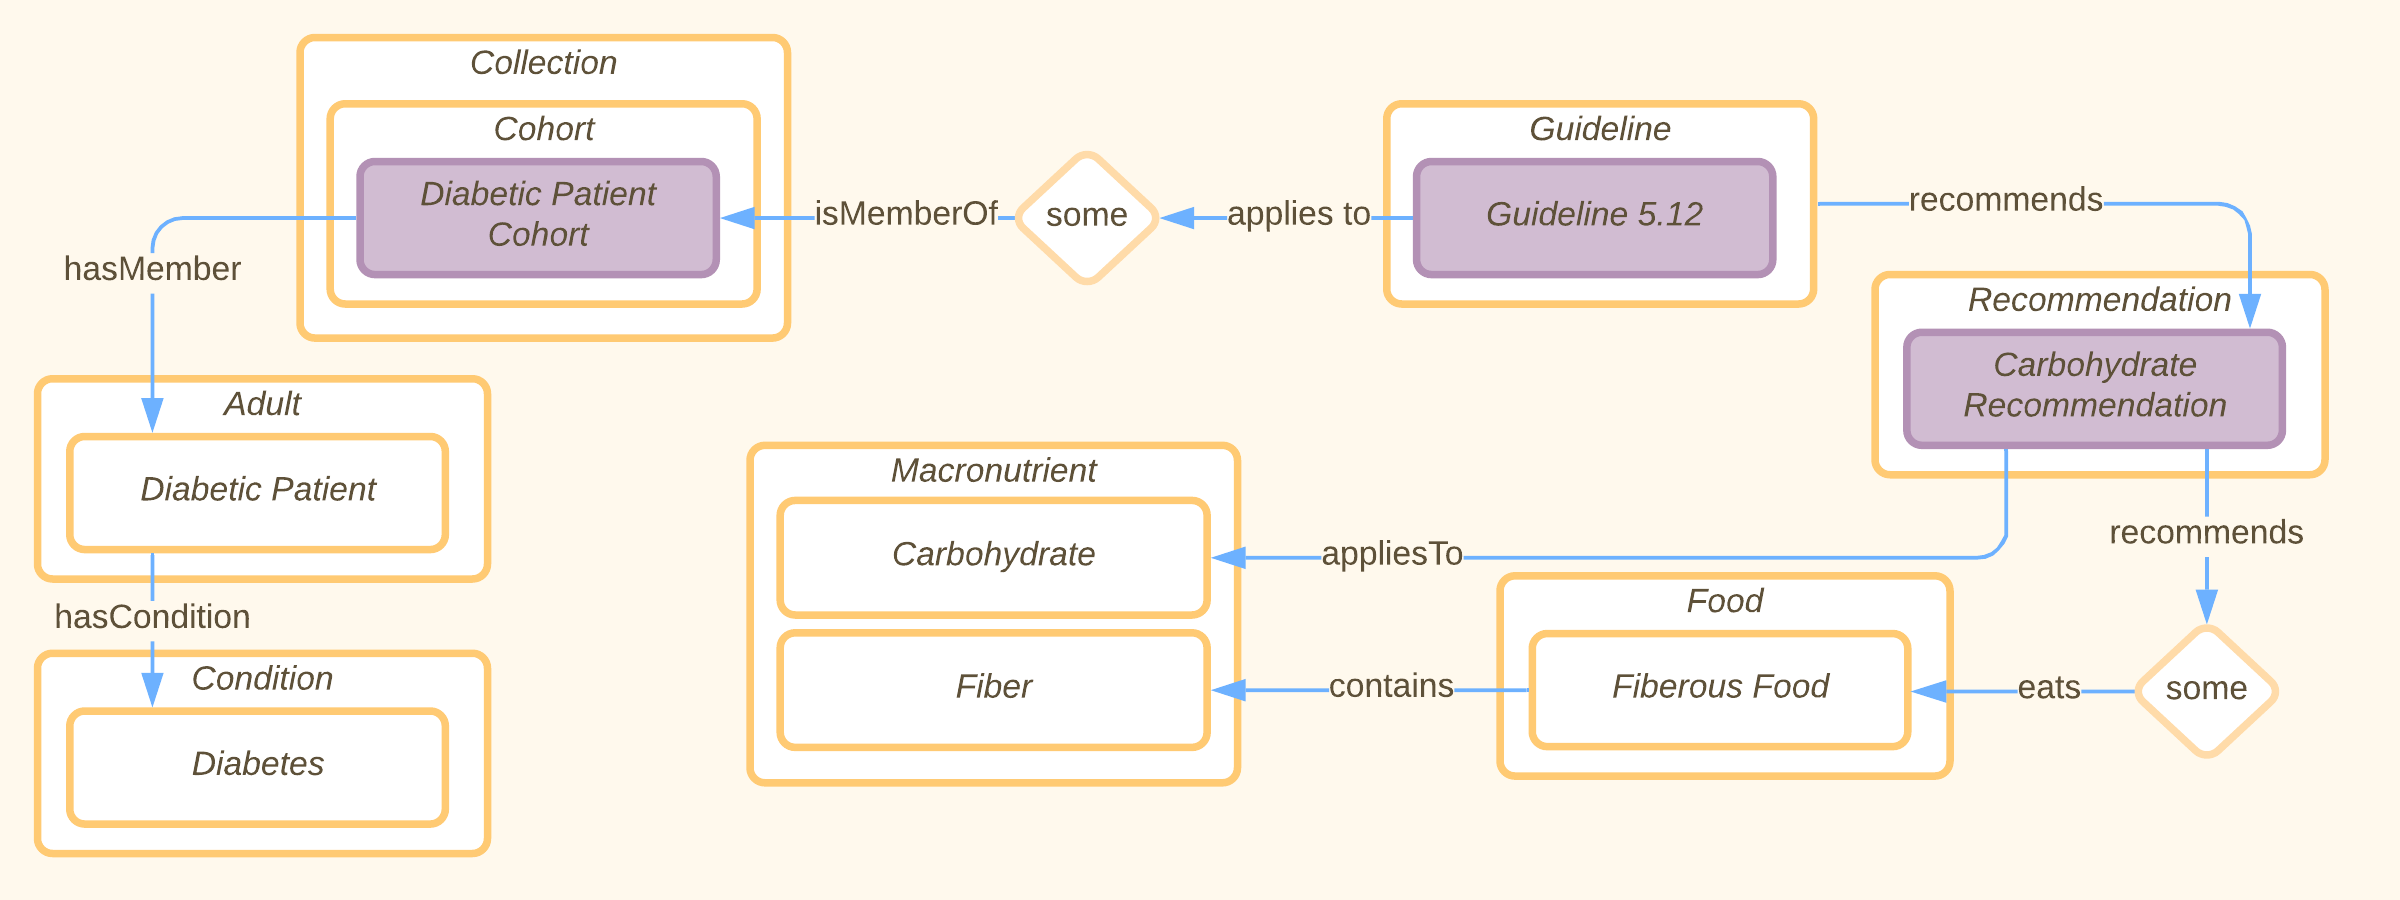 Collection
Cohort
Diabetic Patient
Cohort
isMemberOf
some
applies to
Guideline
Guideline 5.12
recommends
hasMember
Recommendation
Carbohydrate
Recommendation
Adult
Diabetic Patient
Macronutrient
Carbohydrate
appliesTo
recommends
hasCondition
Food
Fiber
contains
Fiberous Food
eats
some
Condition
Diabetes